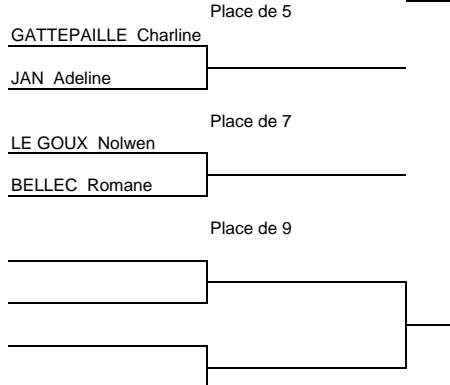 Place de 5
GATTEPAILLE Charline
JAN Adeline
Place de 7
LE GOUX Nolwen
BELLEC Romane
Place de 9